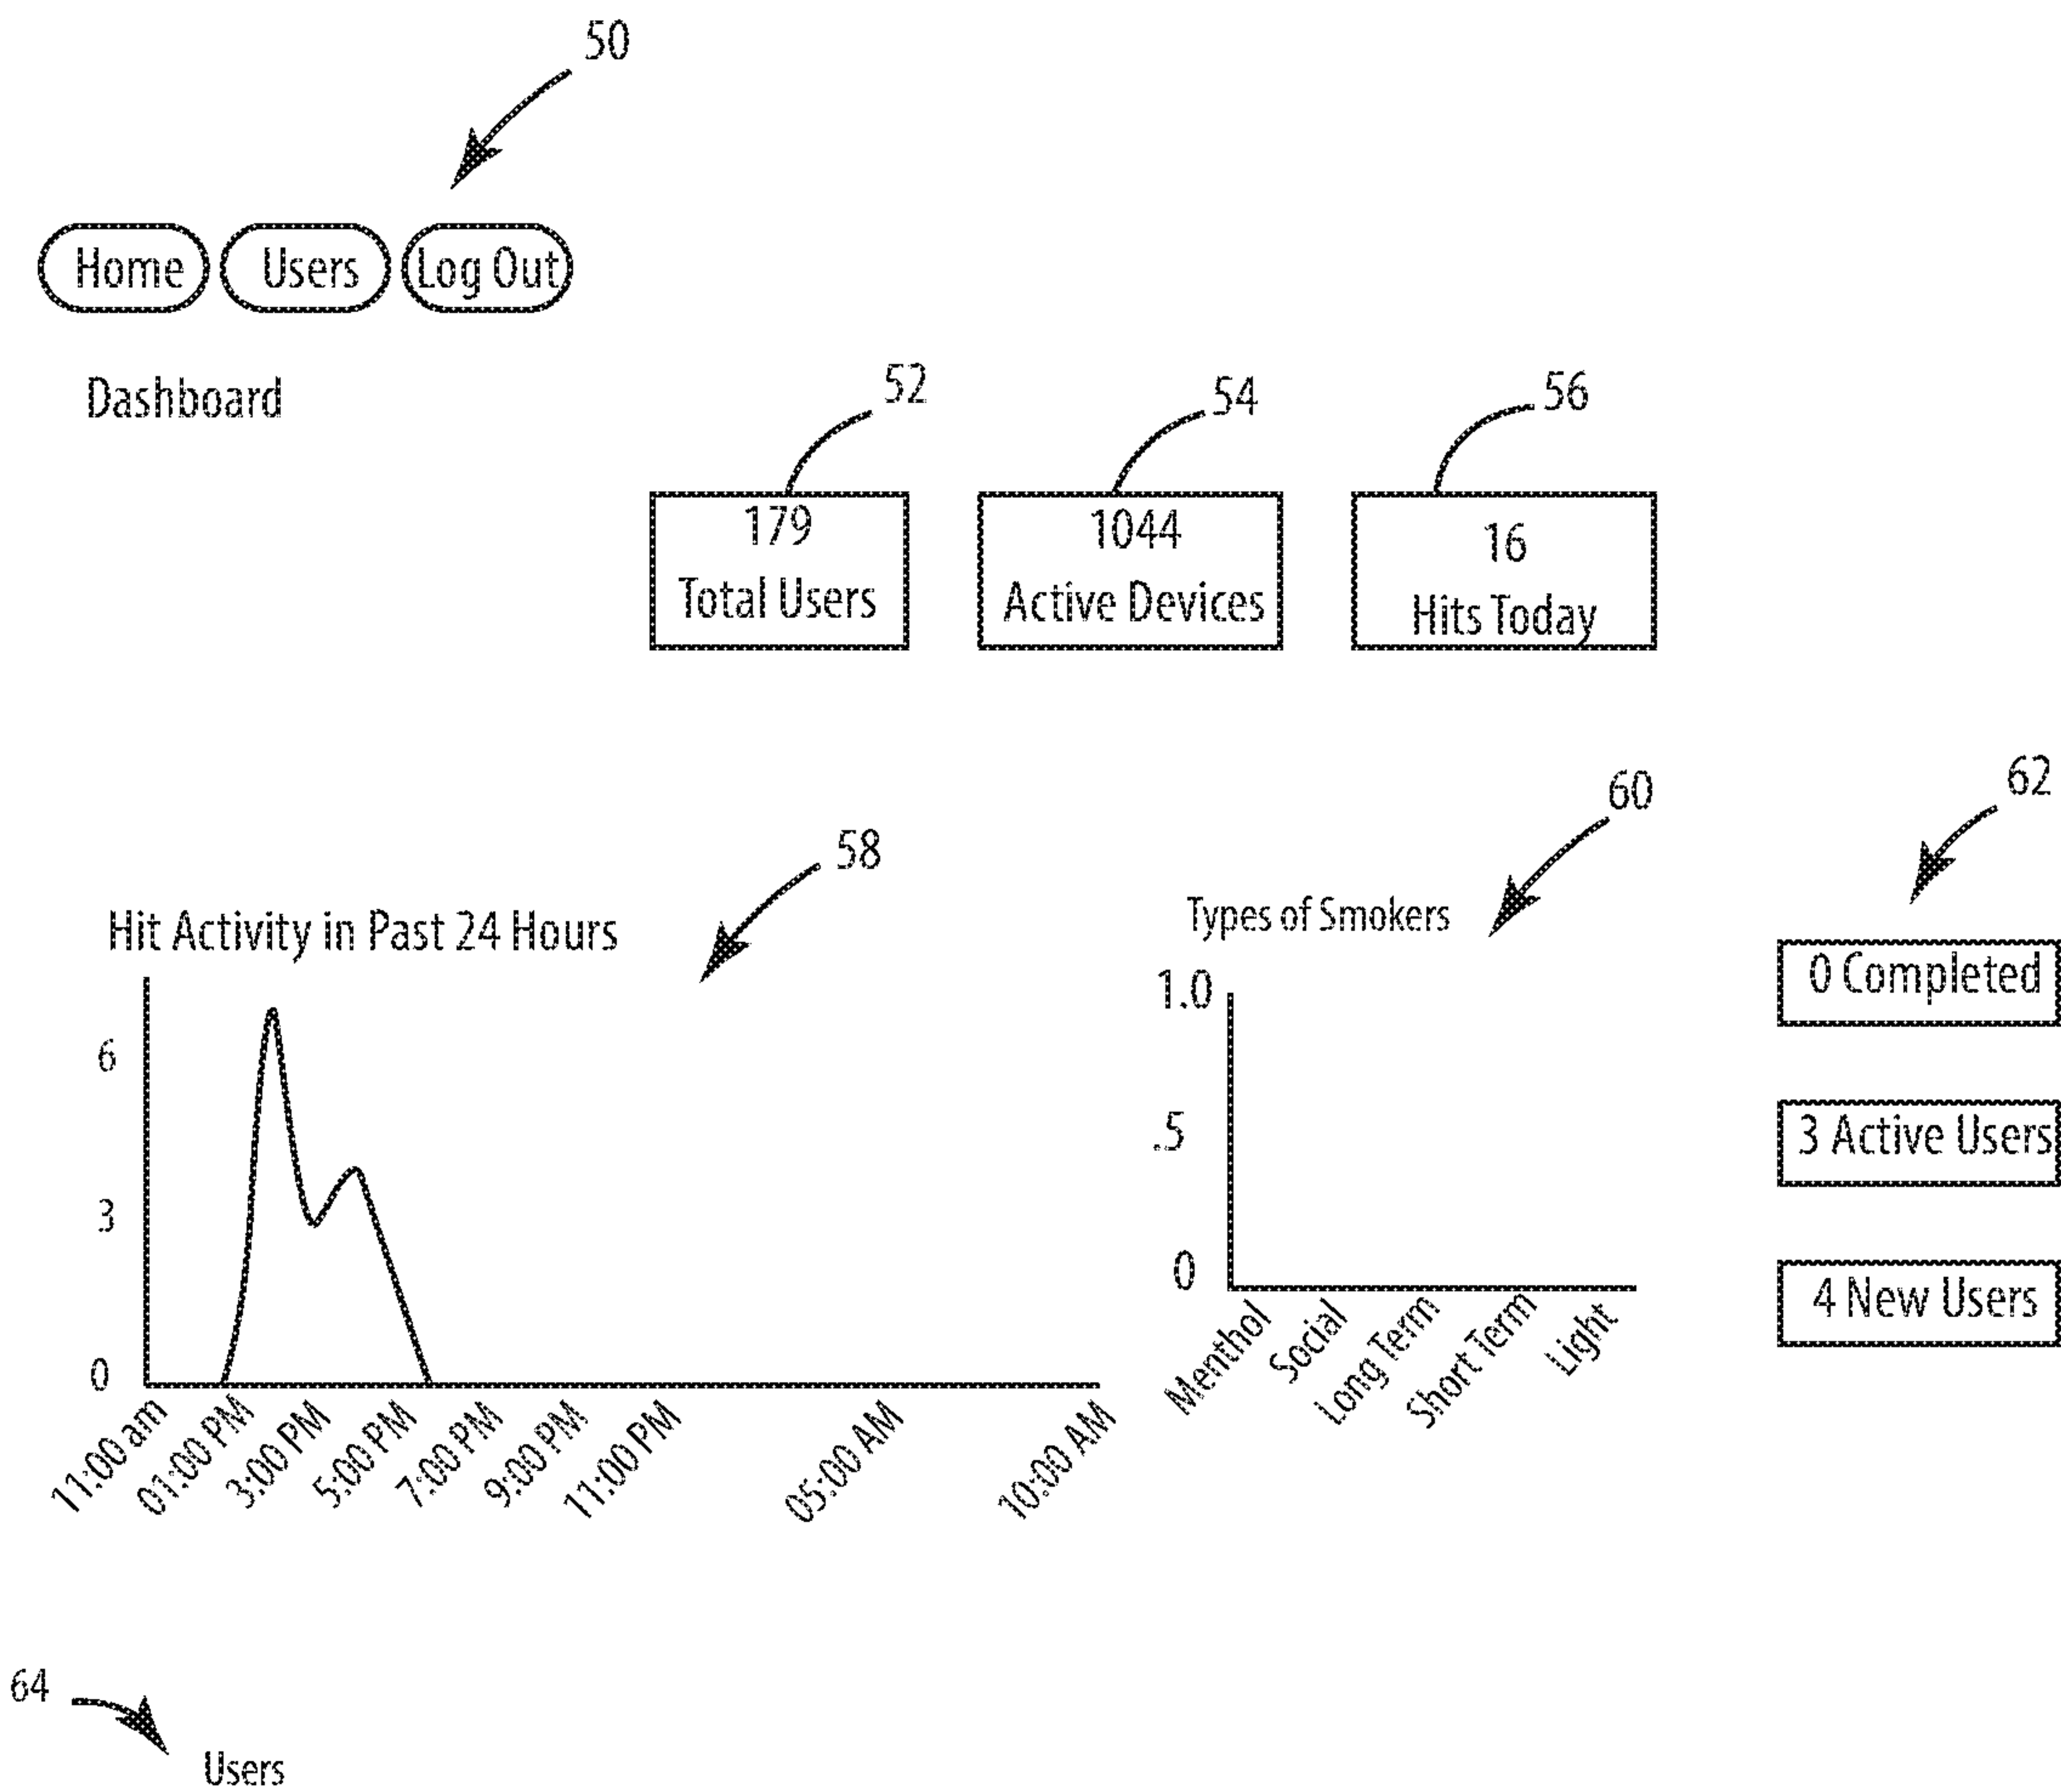 50
Home Users Log Out
Dashboard
52 54 56
179
Total Users
1044
Active Devices
16
Hits Today
58
Hit Activity in Past 24 Hours
6
3
0
11:00 am 01:00 PM 3:00 PM 5:00 PM 7:00 PM 9:00 PM 11:00 PM 05:00 AM 10:00 AM
60
Types of Smokers
1.0
.5
0
Menthol Social Long Term Short Term Light
62
0 Completed
3 Active Users
4 New Users
64
Users